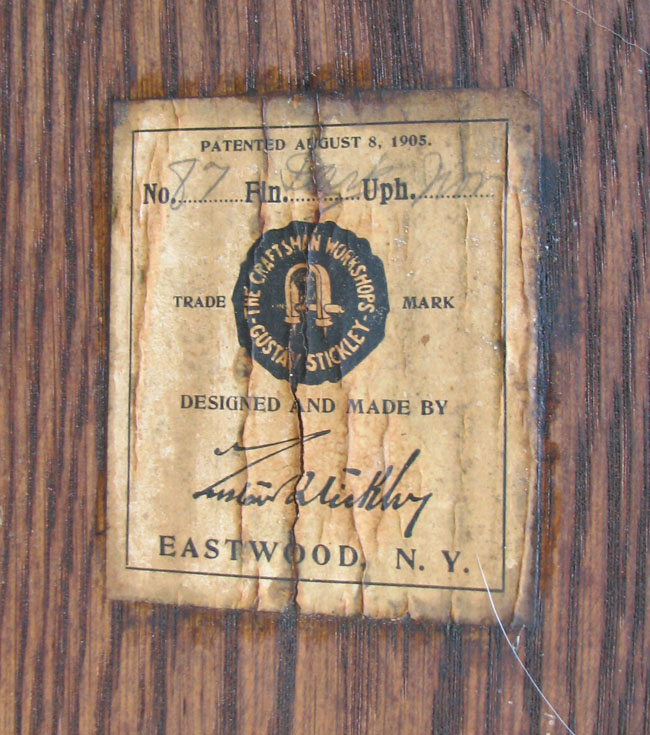 PATENTED AUGUST 8, 1905.
No. 87 Fin. Dark Uph.
THE CRAFTSMAN WORKSHOPS
GUSTAV STICKLEY
TRADE MARK
DESIGNED AND MADE BY
Gustav Stickley
EASTWOOD, N. Y.